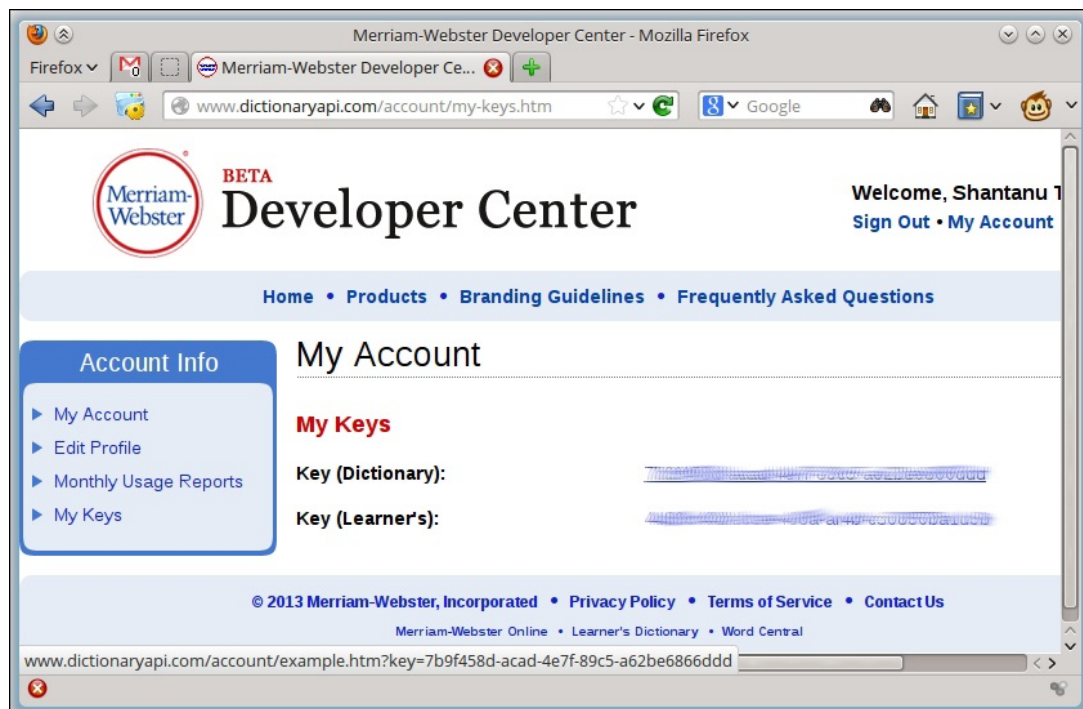 Merriam-Webster Developer Center - Mozilla Firefox
Firefox
Merriam-Webster Developer Ce...
www.dictionaryapi.com/account/my-keys.htm
8 Google
Merriam-
Webster
BETA
Developer Center
Welcome, Shantanu
Sign Out • My Account
Home • Products • Branding Guidelines • Frequently Asked Questions
Account Info
My Account
Edit Profile
Monthly Usage Reports
My Keys
My Account
My Keys
Key (Dictionary):
Key (Learner's):
© 2013 Merriam-Webster, Incorporated • Privacy Policy • Terms of Service • Contact Us
Merriam-Webster Online • Learner's Dictionary • Word Central
www.dictionaryapi.com/account/example.htm?key=7b9f458d-acad-4e7f-89c5-a62be6866ddd